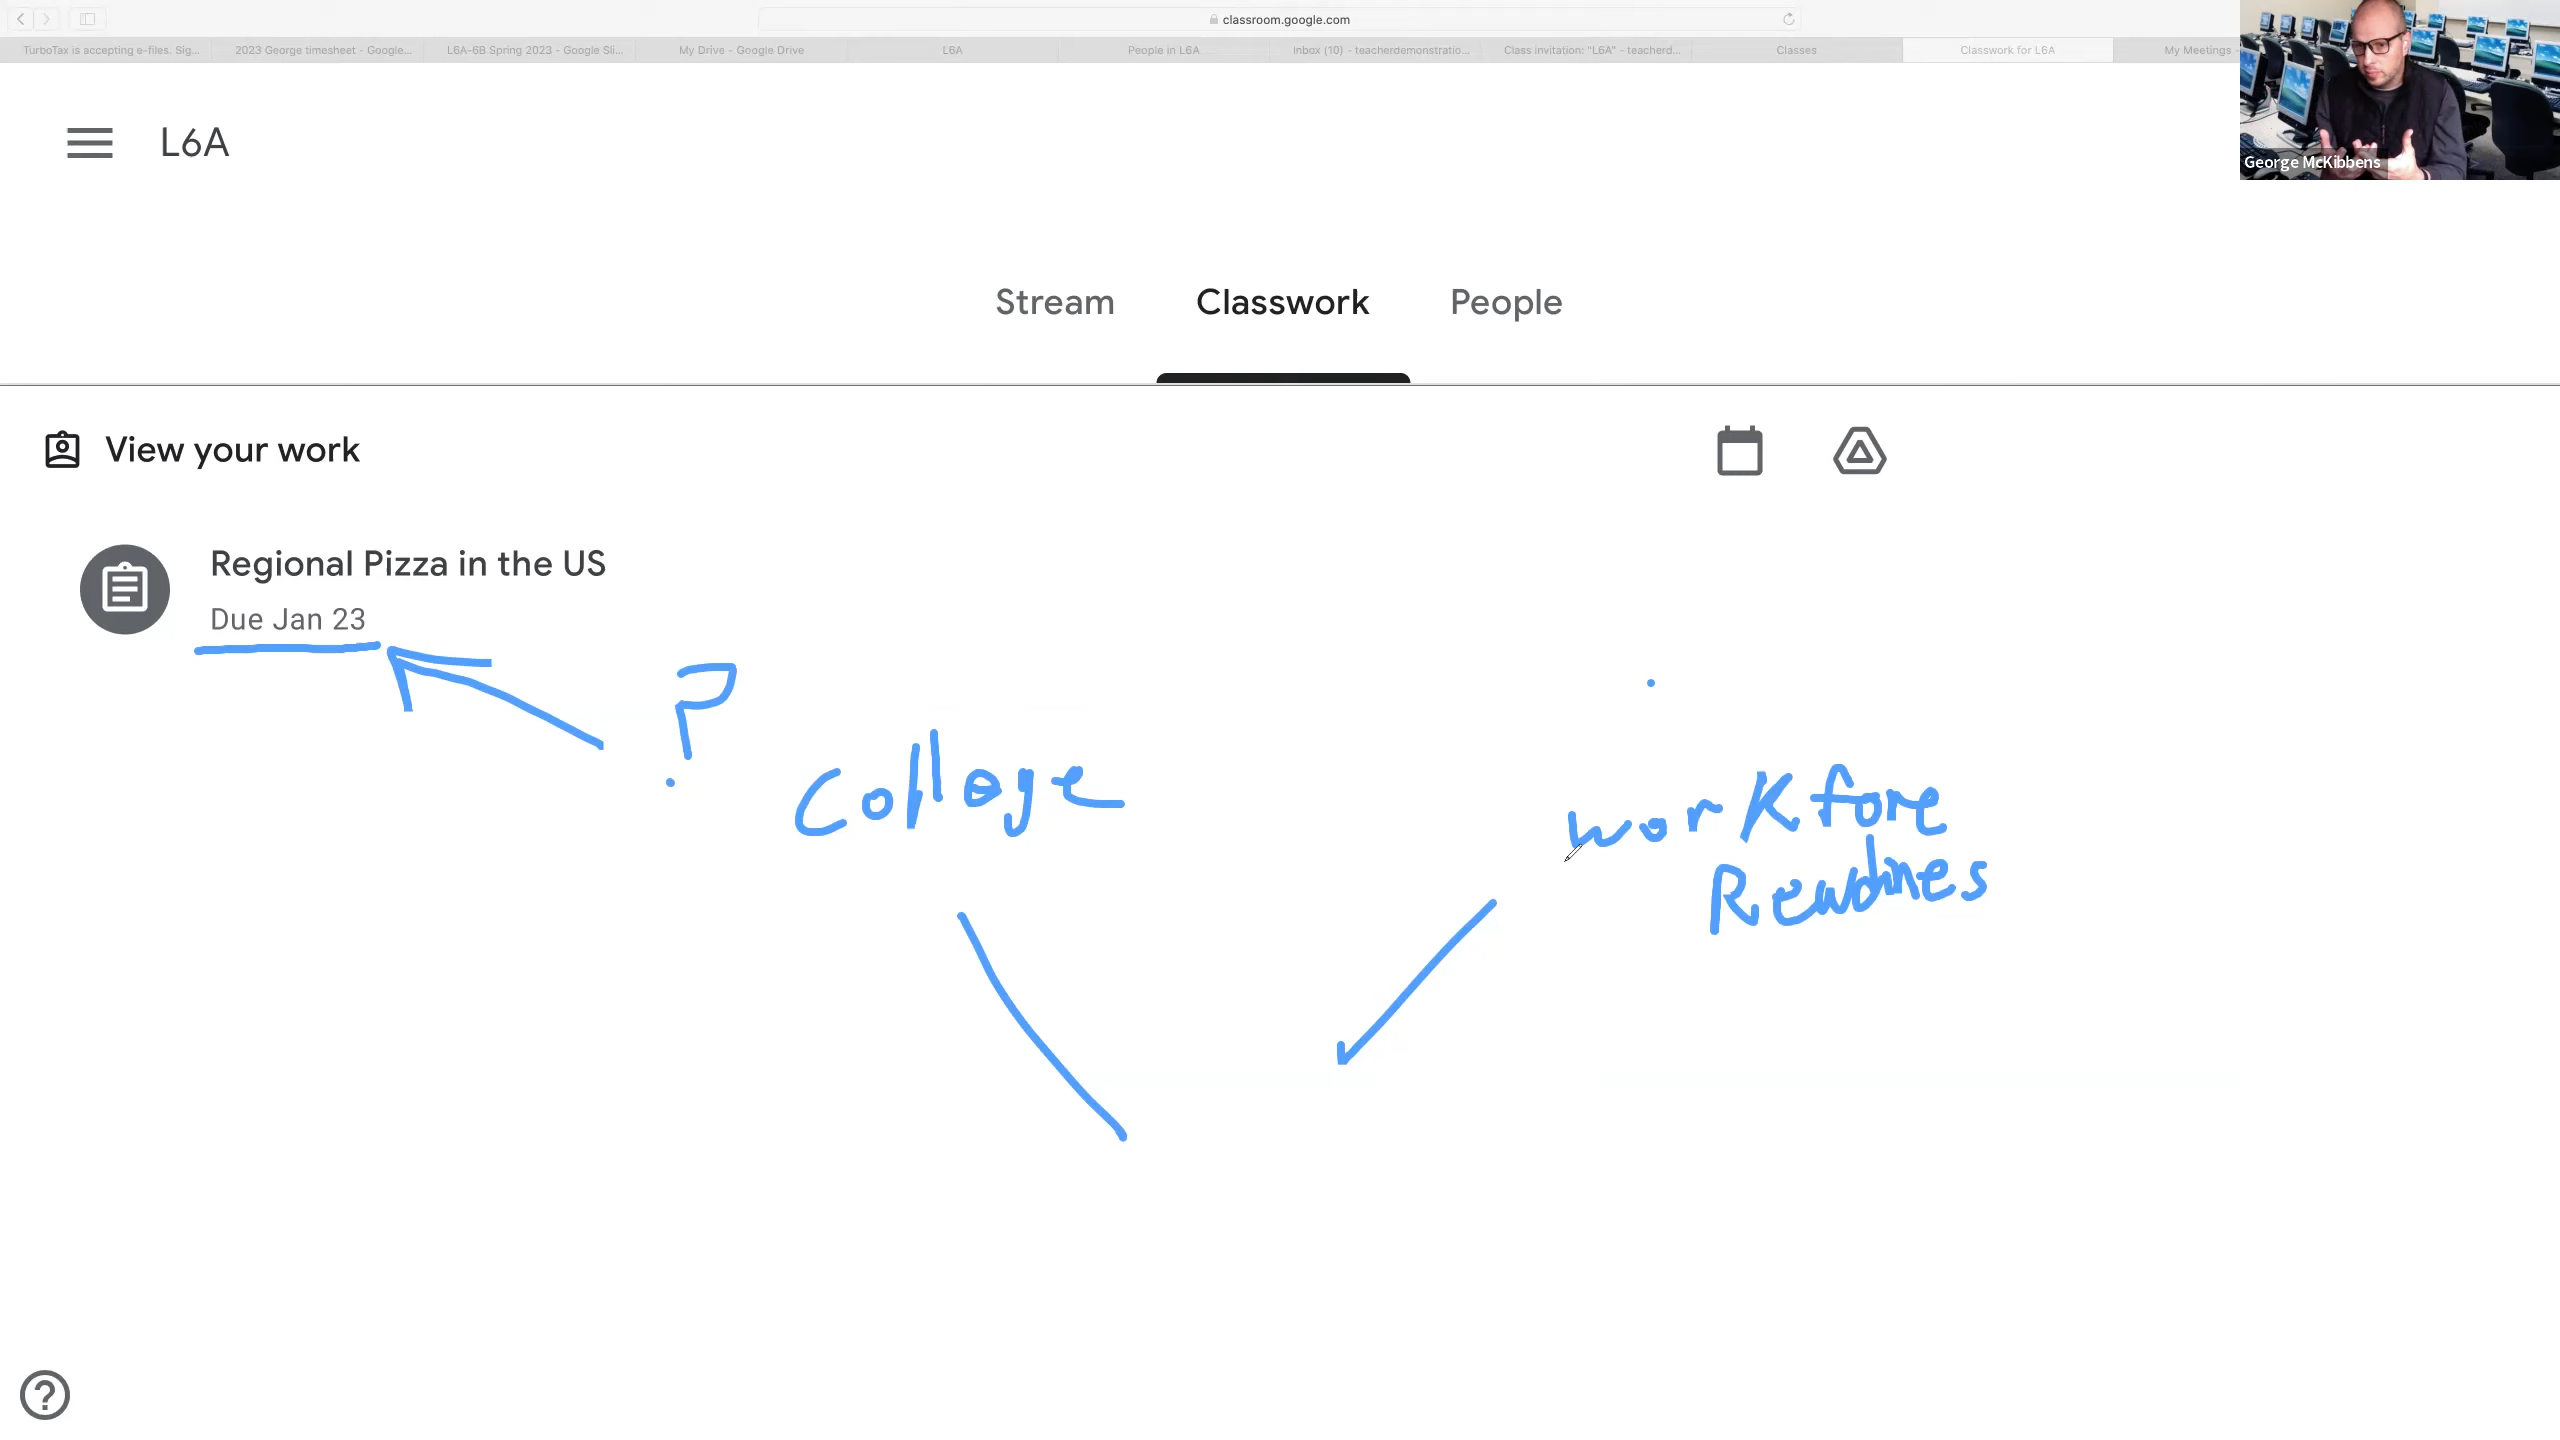 classroom.google.com
TurboTax is accepting e-files. Sig...
2023 George timesheet - Google...
L6A-6B Spring 2023 - Google Sli...
My Drive - Google Drive
L6A
People in L6A
Inbox (10) - teacherdemonstratio...
Class invitation: "L6A" - teacherd...
Classes
Classwork for L6A
My Meetings -
George McKibbens
L6A
Stream
Classwork
People
View your work
Regional Pizza in the US
Due Jan 23
?
College
workfore
Readines